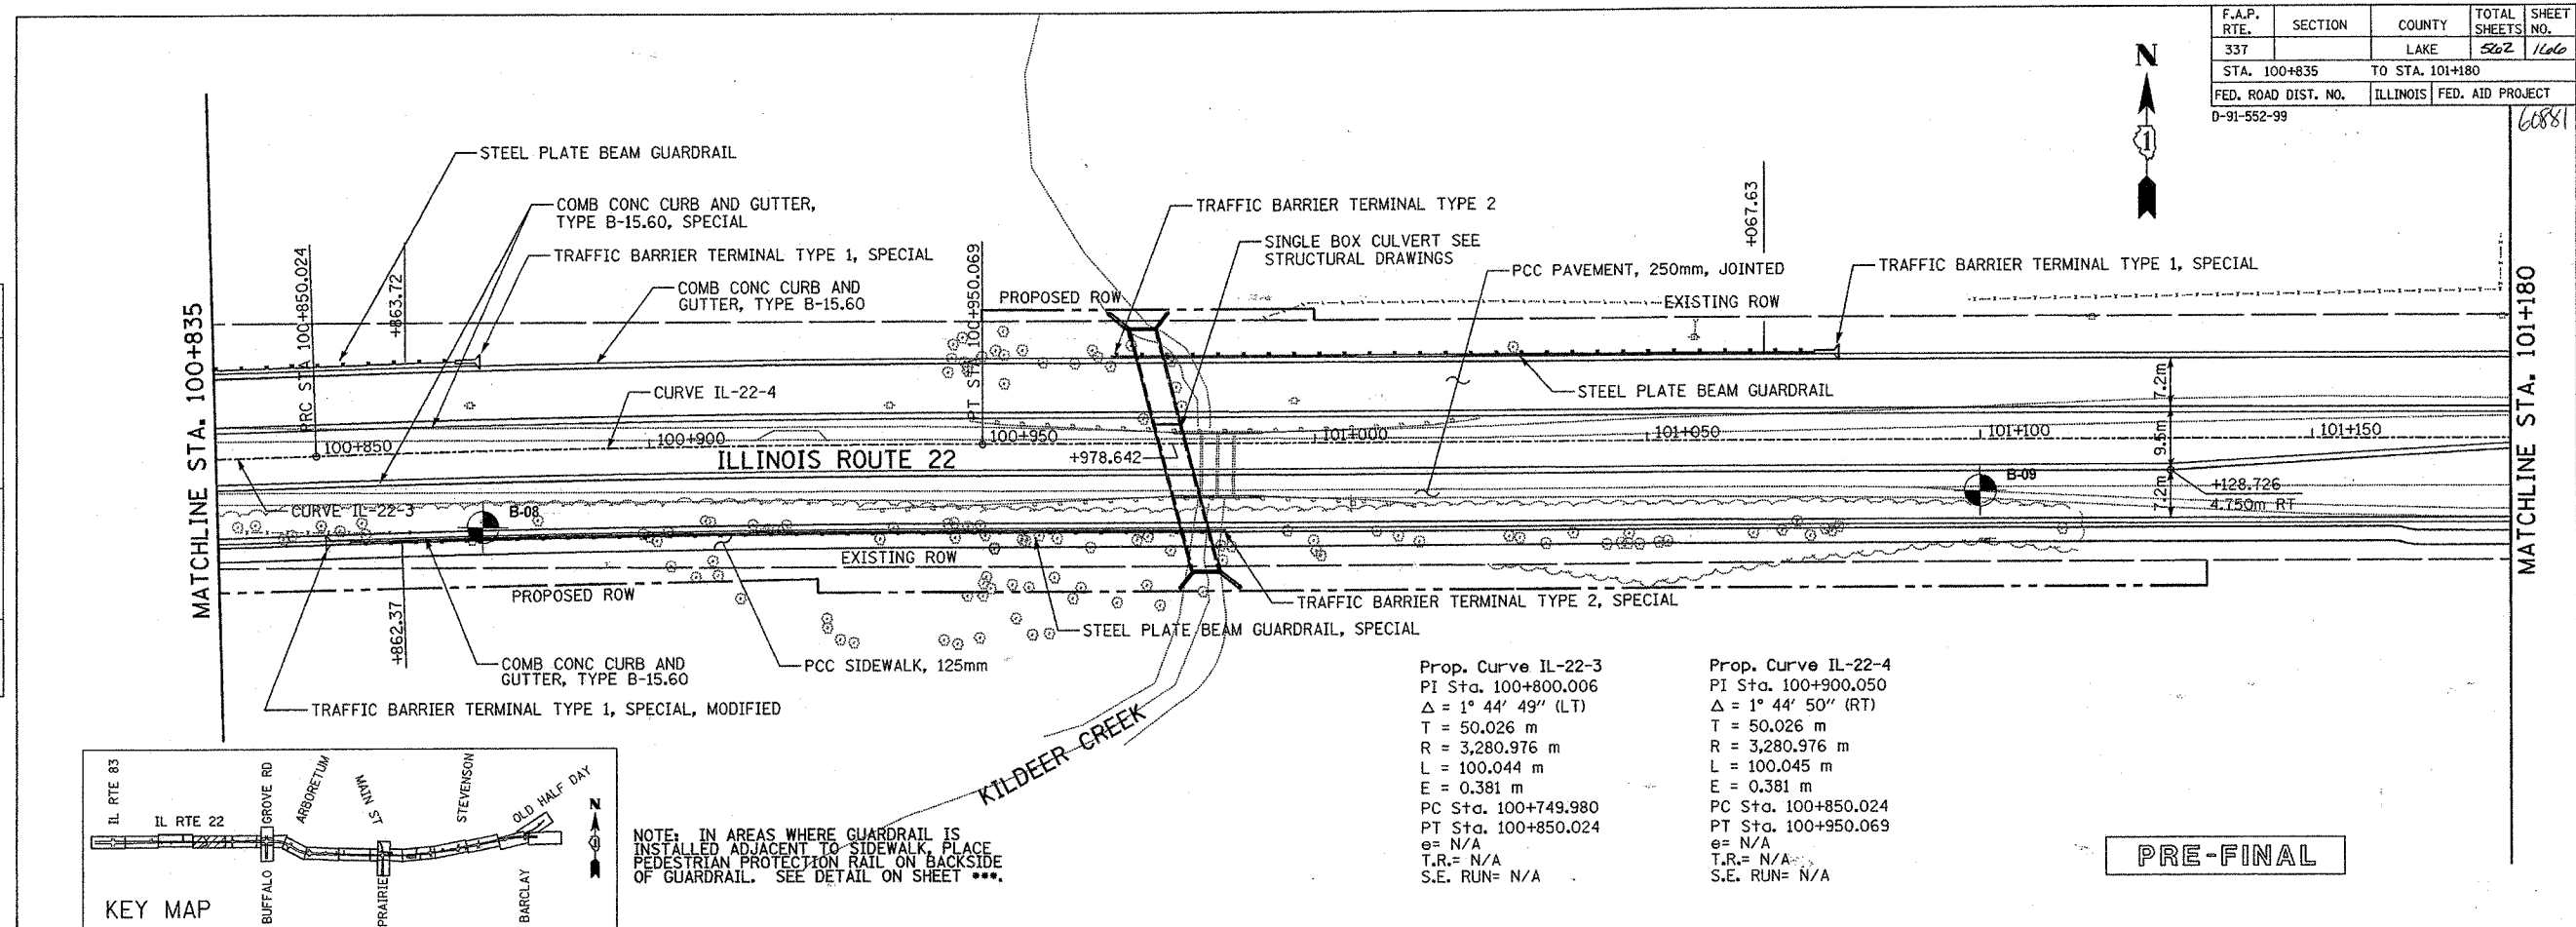 F.A.P. RTE. SECTION COUNTY TOTAL SHEETS SHEET NO.
337 LAKE 562 166
STA. 100+835 TO STA. 101+180
FED. ROAD DIST. NO. ILLINOIS FED. AID PROJECT
D-91-552-99
60881
N
1
STEEL PLATE BEAM GUARDRAIL
COMB CONC CURB AND GUTTER,
TYPE B-15.60, SPECIAL
TRAFFIC BARRIER TERMINAL TYPE 1, SPECIAL
COMB CONC CURB AND
GUTTER, TYPE B-15.60
TRAFFIC BARRIER TERMINAL TYPE 2
SINGLE BOX CULVERT SEE
STRUCTURAL DRAWINGS
PCC PAVEMENT, 250mm, JOINTED
TRAFFIC BARRIER TERMINAL TYPE 1, SPECIAL
+067.63
PROPOSED ROW
EXISTING ROW
MATCHLINE STA. 100+835
PRC STA 100+850.024
+863.72
PT STA 100+950.069
CURVE IL-22-4
STEEL PLATE BEAM GUARDRAIL
7.2m
9.5m
7.2m
MATCHLINE STA. 101+180
100+850
100+900
100+950
101+000
101+050
101+100
101+150
ILLINOIS ROUTE 22
+978.642
B-09
+128.726
4.750m RT
CURVE IL-22-3
B-08
EXISTING ROW
PROPOSED ROW
+862.37
TRAFFIC BARRIER TERMINAL TYPE 2, SPECIAL
STEEL PLATE BEAM GUARDRAIL, SPECIAL
COMB CONC CURB AND
GUTTER, TYPE B-15.60
PCC SIDEWALK, 125mm
TRAFFIC BARRIER TERMINAL TYPE 1, SPECIAL, MODIFIED
KILDEER CREEK
Prop. Curve IL-22-3
PI Sta. 100+800.006
Δ = 1° 44' 49" (LT)
T = 50.026 m
R = 3,280.976 m
L = 100.044 m
E = 0.381 m
PC Sta. 100+749.980
PT Sta. 100+850.024
e= N/A
T.R.= N/A
S.E. RUN= N/A
Prop. Curve IL-22-4
PI Sta. 100+900.050
Δ = 1° 44' 50" (RT)
T = 50.026 m
R = 3,280.976 m
L = 100.045 m
E = 0.381 m
PC Sta. 100+850.024
PT Sta. 100+950.069
e= N/A
T.R.= N/A
S.E. RUN= N/A
PRE-FINAL
IL RTE 83
IL RTE 22
BUFFALO GROVE RD
ARBORETUM
MAIN ST
PRAIRIE
STEVENSON
OLD HALF DAY
BARCLAY
N
KEY MAP
NOTE: IN AREAS WHERE GUARDRAIL IS
INSTALLED ADJACENT TO SIDEWALK, PLACE
PEDESTRIAN PROTECTION RAIL ON BACKSIDE
OF GUARDRAIL. SEE DETAIL ON SHEET ***.